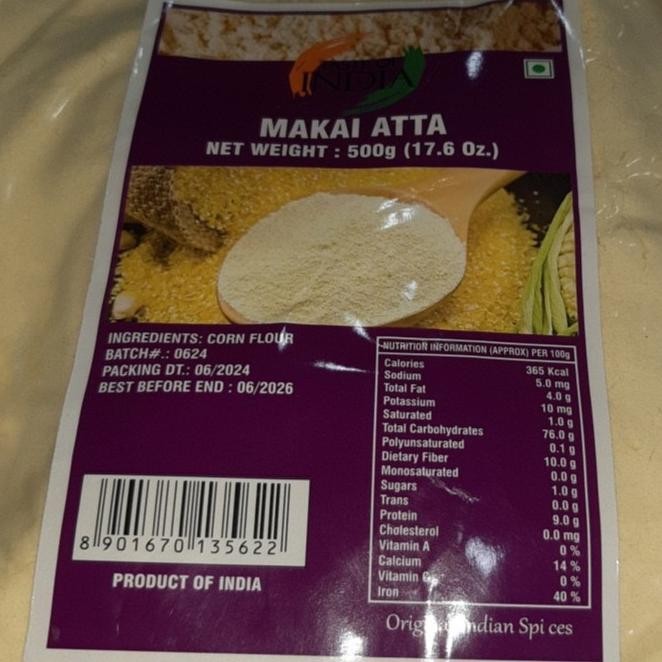 INDIA
MAKAI ATTA
NET WEIGHT : 500g (17.6 Oz.)
INGREDIENTS: CORN FLOUR
BATCH#.: 0624
PACKING DT.: 06/2024
BEST BEFORE END : 06/2026
NUTRITION INFORMATION (APPROX) PER 100g
Calories 365 Kcal
Sodium 5.0 mg
Total Fat 4.0 g
Potassium 10 mg
Saturated 1.0 g
Total Carbohydrates 76.0 g
Polyunsaturated 0.1 g
Dietary Fiber 10.0 g
Monosaturated 0.0 g
Sugars 1.0 g
Trans 0.0 g
Protein 9.0 g
Cholesterol 0.0 mg
Vitamin A 0 %
Calcium 14 %
Vitamin 0 %
Iron 40 %
8 901670 135622
PRODUCT OF INDIA
Indian Spi ces